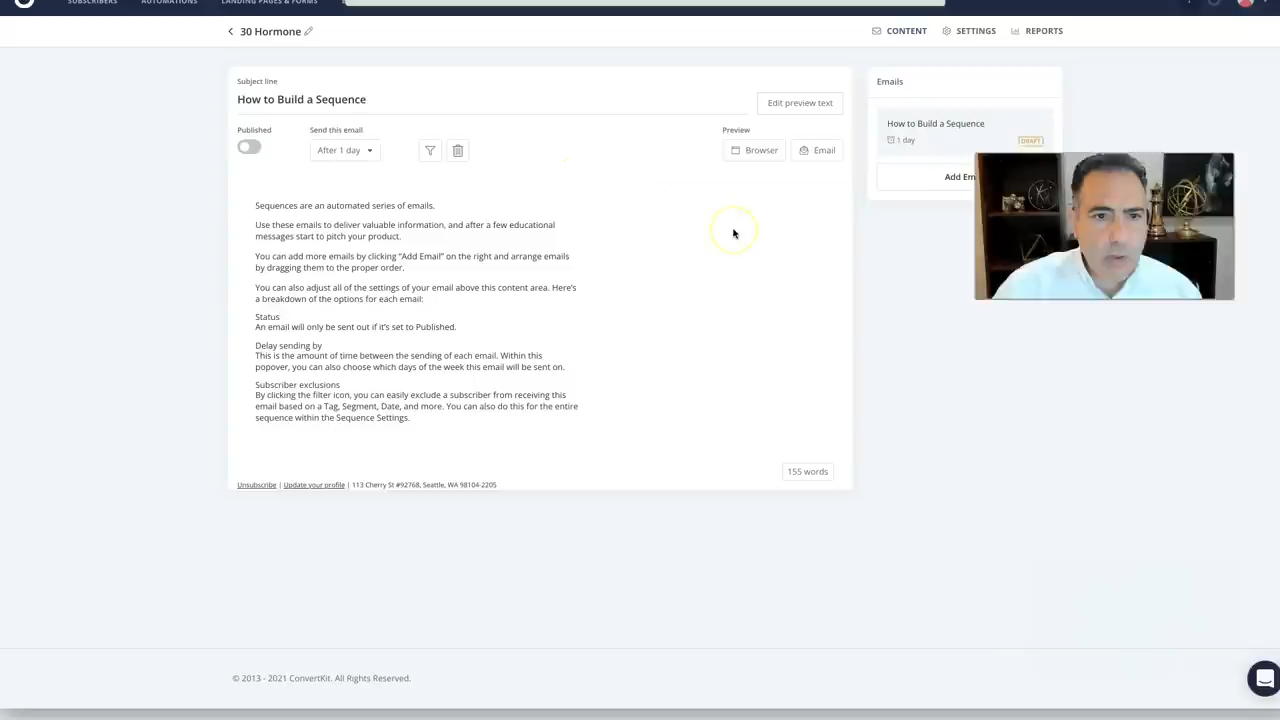 SUBSCRIBERS
AUTOMATIONS
LANDING PAGES & FORMS
30 Hormone
CONTENT
SETTINGS
REPORTS
Subject line
How to Build a Sequence
Edit preview text
Published
Send this email
After 1 day
Preview
Browser
Email
Sequences are an automated series of emails.
Use these emails to deliver valuable information, and after a few educational
messages start to pitch your product.
You can add more emails by clicking “Add Email” on the right and arrange emails
by dragging them to the proper order.
You can also adjust all of the settings of your email above this content area. Here’s
a breakdown of the options for each email:
Status
An email will only be sent out if it’s set to Published.
Delay sending by
This is the amount of time between the sending of each email. Within this
popover, you can also choose which days of the week this email will be sent on.
Subscriber exclusions
By clicking the filter icon, you can easily exclude a subscriber from receiving this
email based on a Tag, Segment, Date, and more. You can also do this for the entire
sequence within the Sequence Settings.
155 words
Unsubscribe | Update your profile | 113 Cherry St #92768, Seattle, WA 98104-2205
Emails
How to Build a Sequence
1 day
DRAFT
Add Em
© 2013 - 2021 ConvertKit. All Rights Reserved.